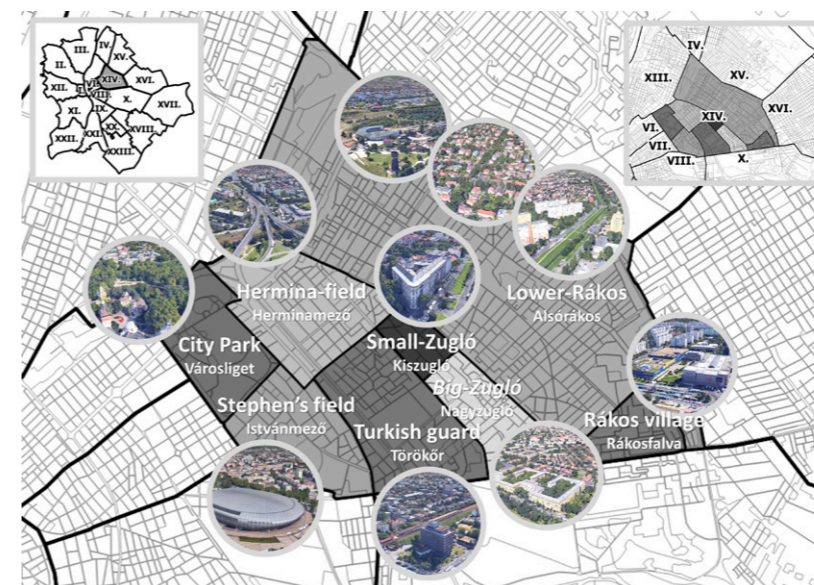 III.
IV.
XV.
II.
XIV.
XVI.
XII.
VI.
I.
VIII.
X.
XVII.
XI.
IX.
XX.
XVIII.
XXI.
XXII.
XXIII.
IV.
XIII.
XV.
XVI.
VI.
XIV.
VII.
VIII.
X.
Hermina-field
Herminamező
Lower-Rákos
Alsórákos
City Park
Városliget
Small-Zugló
Kiszugló
Big-Zugló
Nagyzugló
Stephen's field
Istvánmező
Turkish guard
Törökőr
Rákos village
Rákosfalva